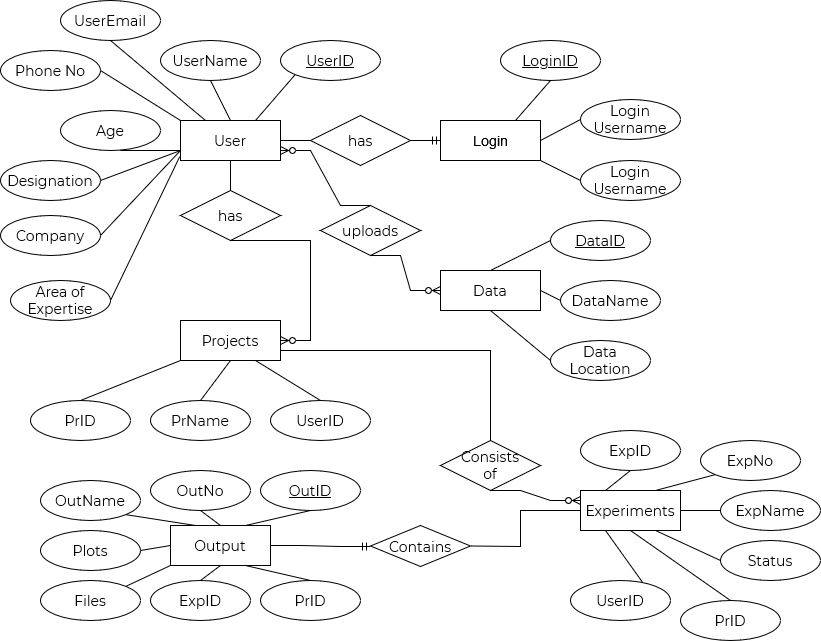 UserEmail
UserName
UserID
LoginID
Phone No
Age
User
has
Login
Login
Username
Login
Username
Designation
has
uploads
Company
DataID
Area of
Expertise
Data
DataName
Projects
Data
Location
PrID
PrName
UserID
ExpID
ExpNo
Consists
of
OutName
OutNo
OutID
Experiments
ExpName
Plots
Output
Contains
Status
Files
ExpID
PrID
UserID
PrID